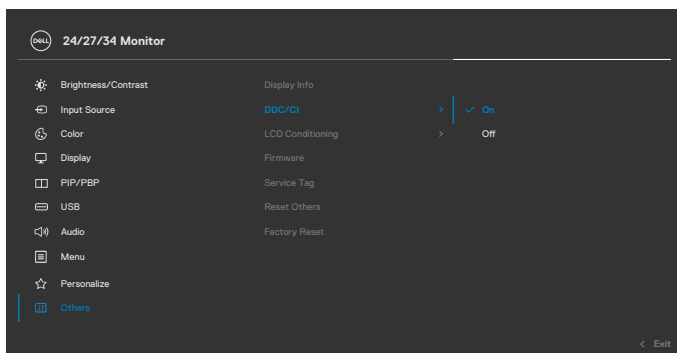 DELL 24/27/34 Monitor
Brightness/Contrast Display Info
Input Source DDC/CI > ✓ On
Color LCD Conditioning > Off
Display Firmware
PIP/PBP Service Tag
USB Reset Others
Audio Factory Reset
Menu
Personalize
Others
< Exit